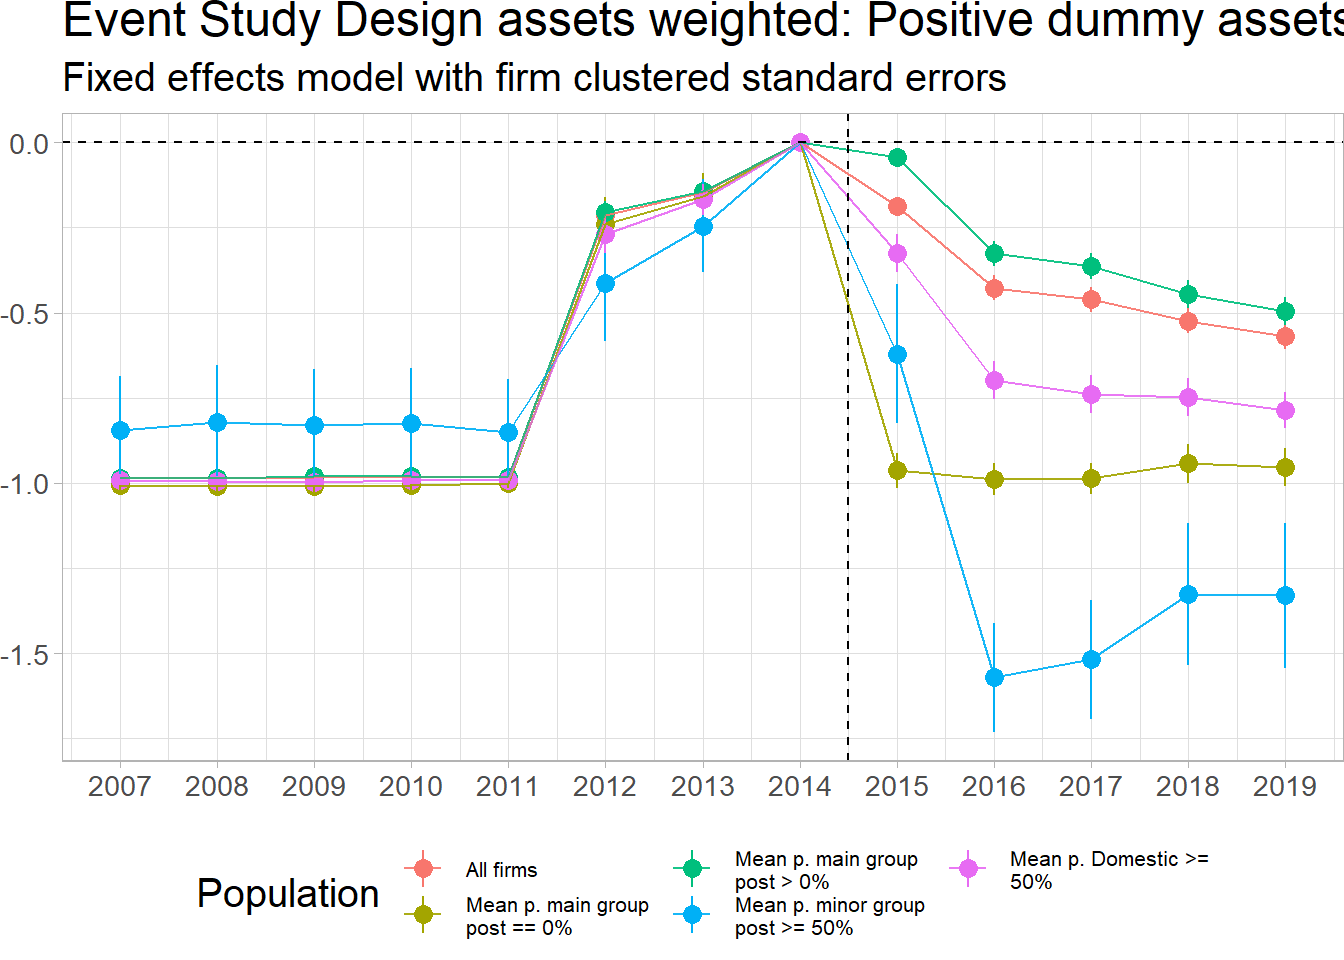 Event Study Design assets weighted: Positive dummy assets
Fixed effects model with firm clustered standard errors
0.0
-0.5
-1.0
-1.5
2007 2008 2009 2010 2011 2012 2013 2014 2015 2016 2017 2018 2019
Population
All firms
Mean p. main group
post == 0%
Mean p. main group
post > 0%
Mean p. minor group
post >= 50%
Mean p. Domestic >=
50%